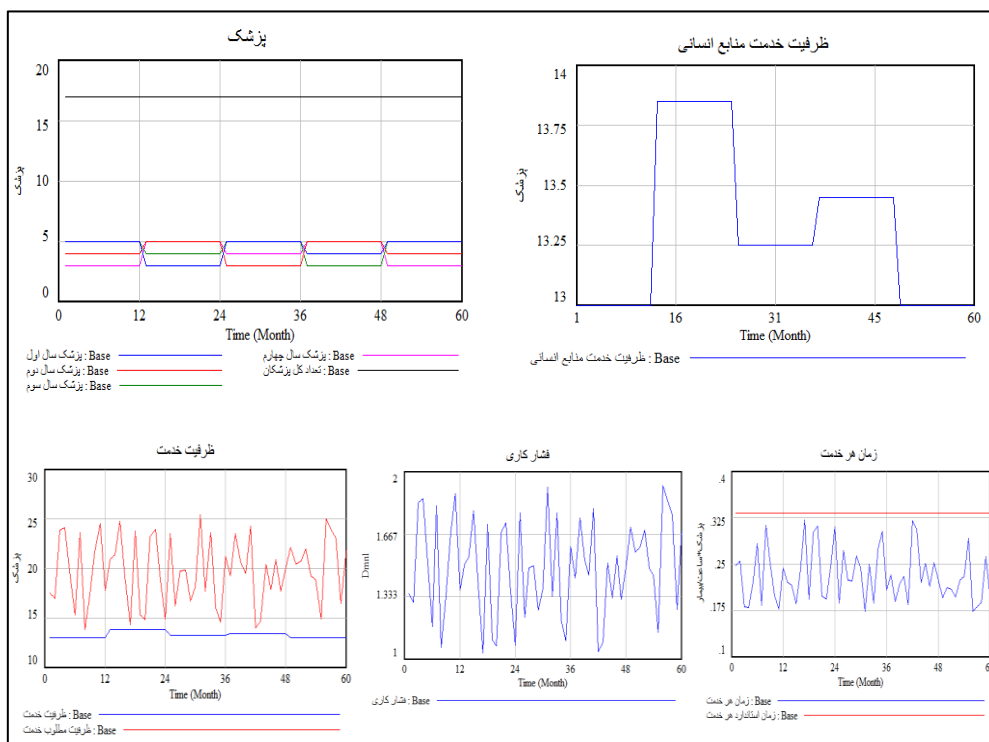 پزشک
20
15
10
5
0
پزشک
0 12 24 36 48 60
Time (Month)
پزشک سال اول : Base
پزشک سال دوم : Base
پزشک سال سوم : Base
پزشک سال چهارم : Base
تعداد کل پزشکان : Base
ظرفیت خدمت منابع انسانی
14
13.75
13.5
13.25
13
پزشک
1 16 31 45 60
Time (Month)
ظرفیت خدمت منابع انسانی : Base
ظرفیت خدمت
30
25
20
15
10
پزشک
0 12 24 36 48 60
Time (Month)
ظرفیت خدمت : Base
ظرفیت مطلوب خدمت : Base
فشار کاری
2
1.667
1.333
1
Dmnl
0 12 24 36 48 60
Time (Month)
فشار کاری : Base
زمان هر خدمت
.4
.325
.25
.175
.1
پزشک*ساعت/بیمار
0 12 24 36 48 60
Time (Month)
زمان هر خدمت : Base
زمان استاندارد هر خدمت : Base